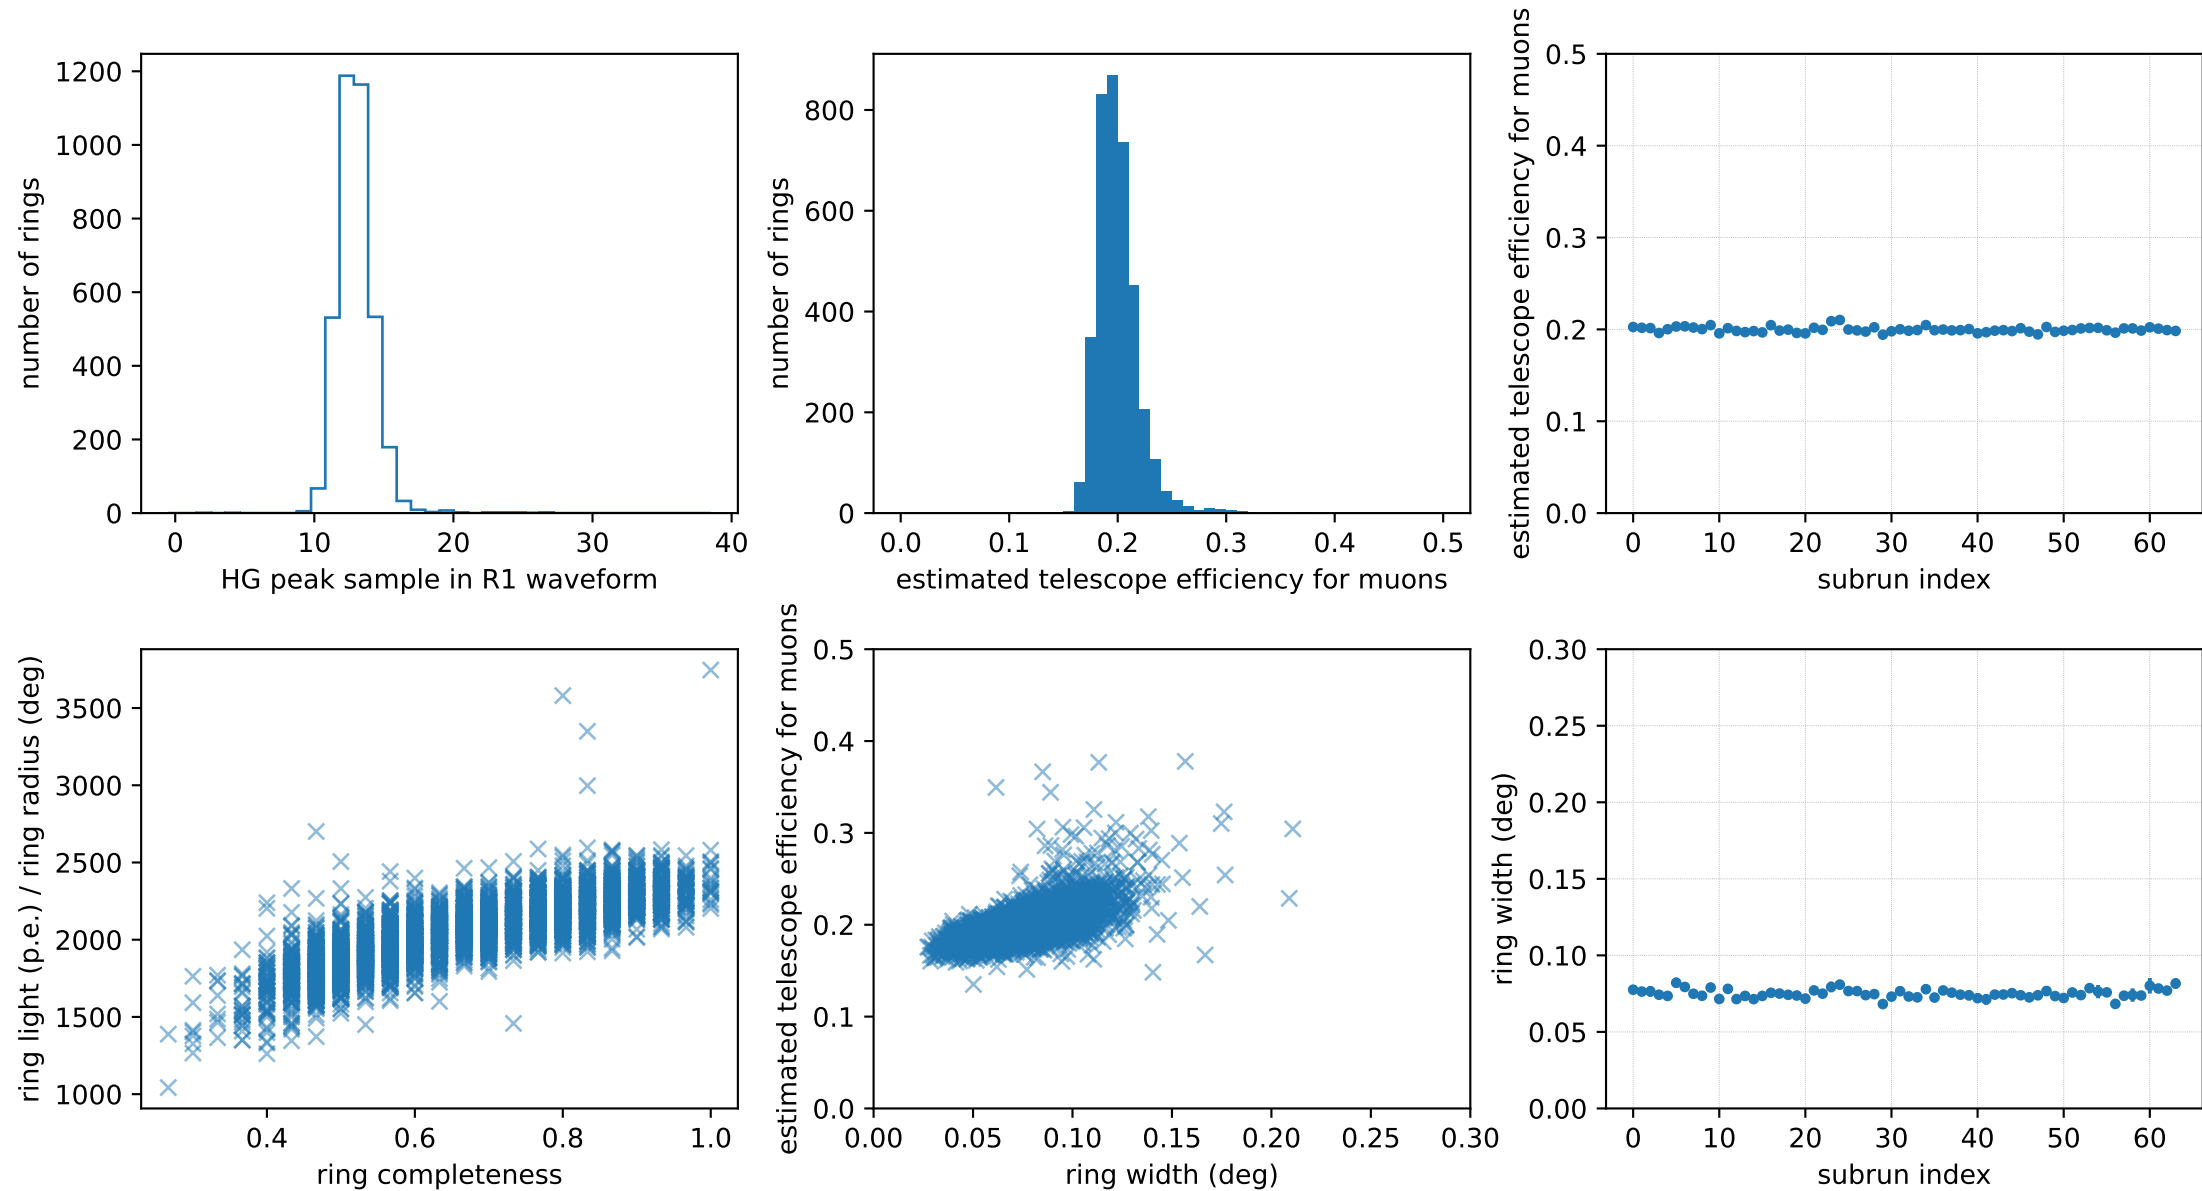 1200
1000
800
600
400
200
0
number of rings
0 10 20 30 40
HG peak sample in R1 waveform
800
600
400
200
0
number of rings
0.0 0.1 0.2 0.3 0.4 0.5
estimated telescope efficiency for muons
0.5
0.4
0.3
0.2
0.1
0.0
estimated telescope efficiency for muons
0 10 20 30 40 50 60
subrun index
3500
3000
2500
2000
1500
1000
ring light (p.e.) / ring radius (deg)
0.4 0.6 0.8 1.0
ring completeness
0.5
0.4
0.3
0.2
0.1
0.0
estimated telescope efficiency for muons
0.00 0.05 0.10 0.15 0.20 0.25 0.30
ring width (deg)
0.30
0.25
0.20
0.15
0.10
0.05
0.00
ring width (deg)
0 10 20 30 40 50 60
subrun index